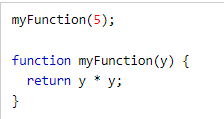 myFunction(5);

function myFunction(y) {
  return y * y;
}